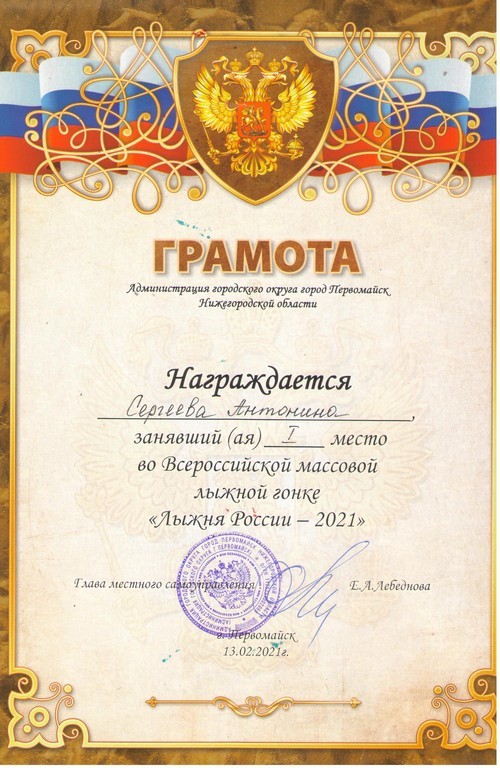 ГРАМОТА
Администрация городского округа город Первомайск
Нижегородской области
Награждается
Сергеева Антонина,
занявший (ая) I место
во Всероссийской массовой
лыжной гонке
«Лыжня России – 2021»
Глава местного самоуправления Е.А.Лебеднова
г. Первомайск
13.02.2021г.